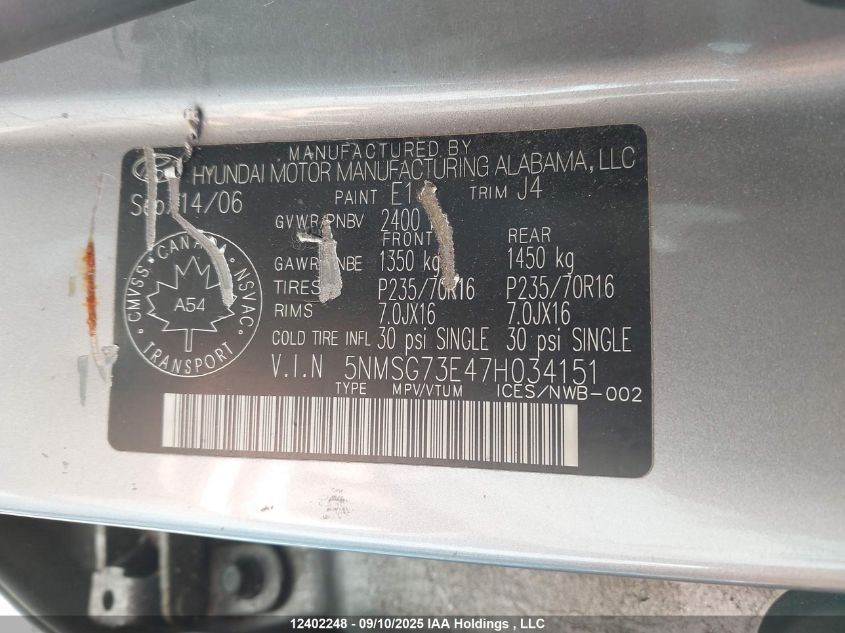 MANUFACTURED BY
HYUNDAI MOTOR MANUFACTURING ALABAMA, LLC
14/06 PAINT E1 TRIM J4
2400
FRONT REAR
1350 kg 1450 kg
TIRES P235/70R16 P235/70R16
RIMS 7.0JX16 7.0JX16
COLD TIRE INFL 30 psi SINGLE 30 psi SINGLE
V.I.N 5NMSG73E47H034151
TYPE MPV/VTUM ICES/NWB-002
CMVSS CANADA NSVAC
A54
TRANSPORT
12402248 - 09/10/2025 IAA Holdings , LLC